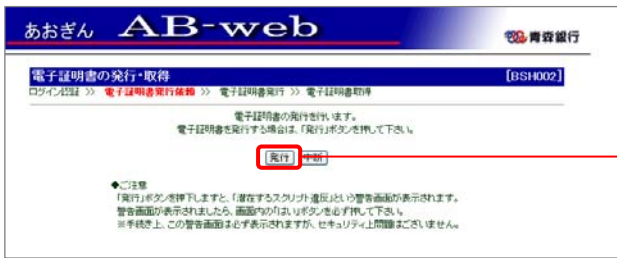 あおぎん AB-web
青森銀行
電子証明書の発行・取得 [BSH002]
ログイン認証 >> 電子証明書発行依頼 >> 電子証明書発行 >> 電子証明書取得
電子証明書の発行を行います。
電子証明書を発行する場合は、「発行」ボタンを押して下さい。
発行 中断
◆ご注意
「発行」ボタンを押下しますと、「潜在するスクリプト違反」という警告画面が表示されます。
警告画面が表示されましたら、画面内の「はい」ボタンを必ず押して下さい。
※手続き上、この警告画面は必ず表示されますが、セキュリティ上問題はございません。